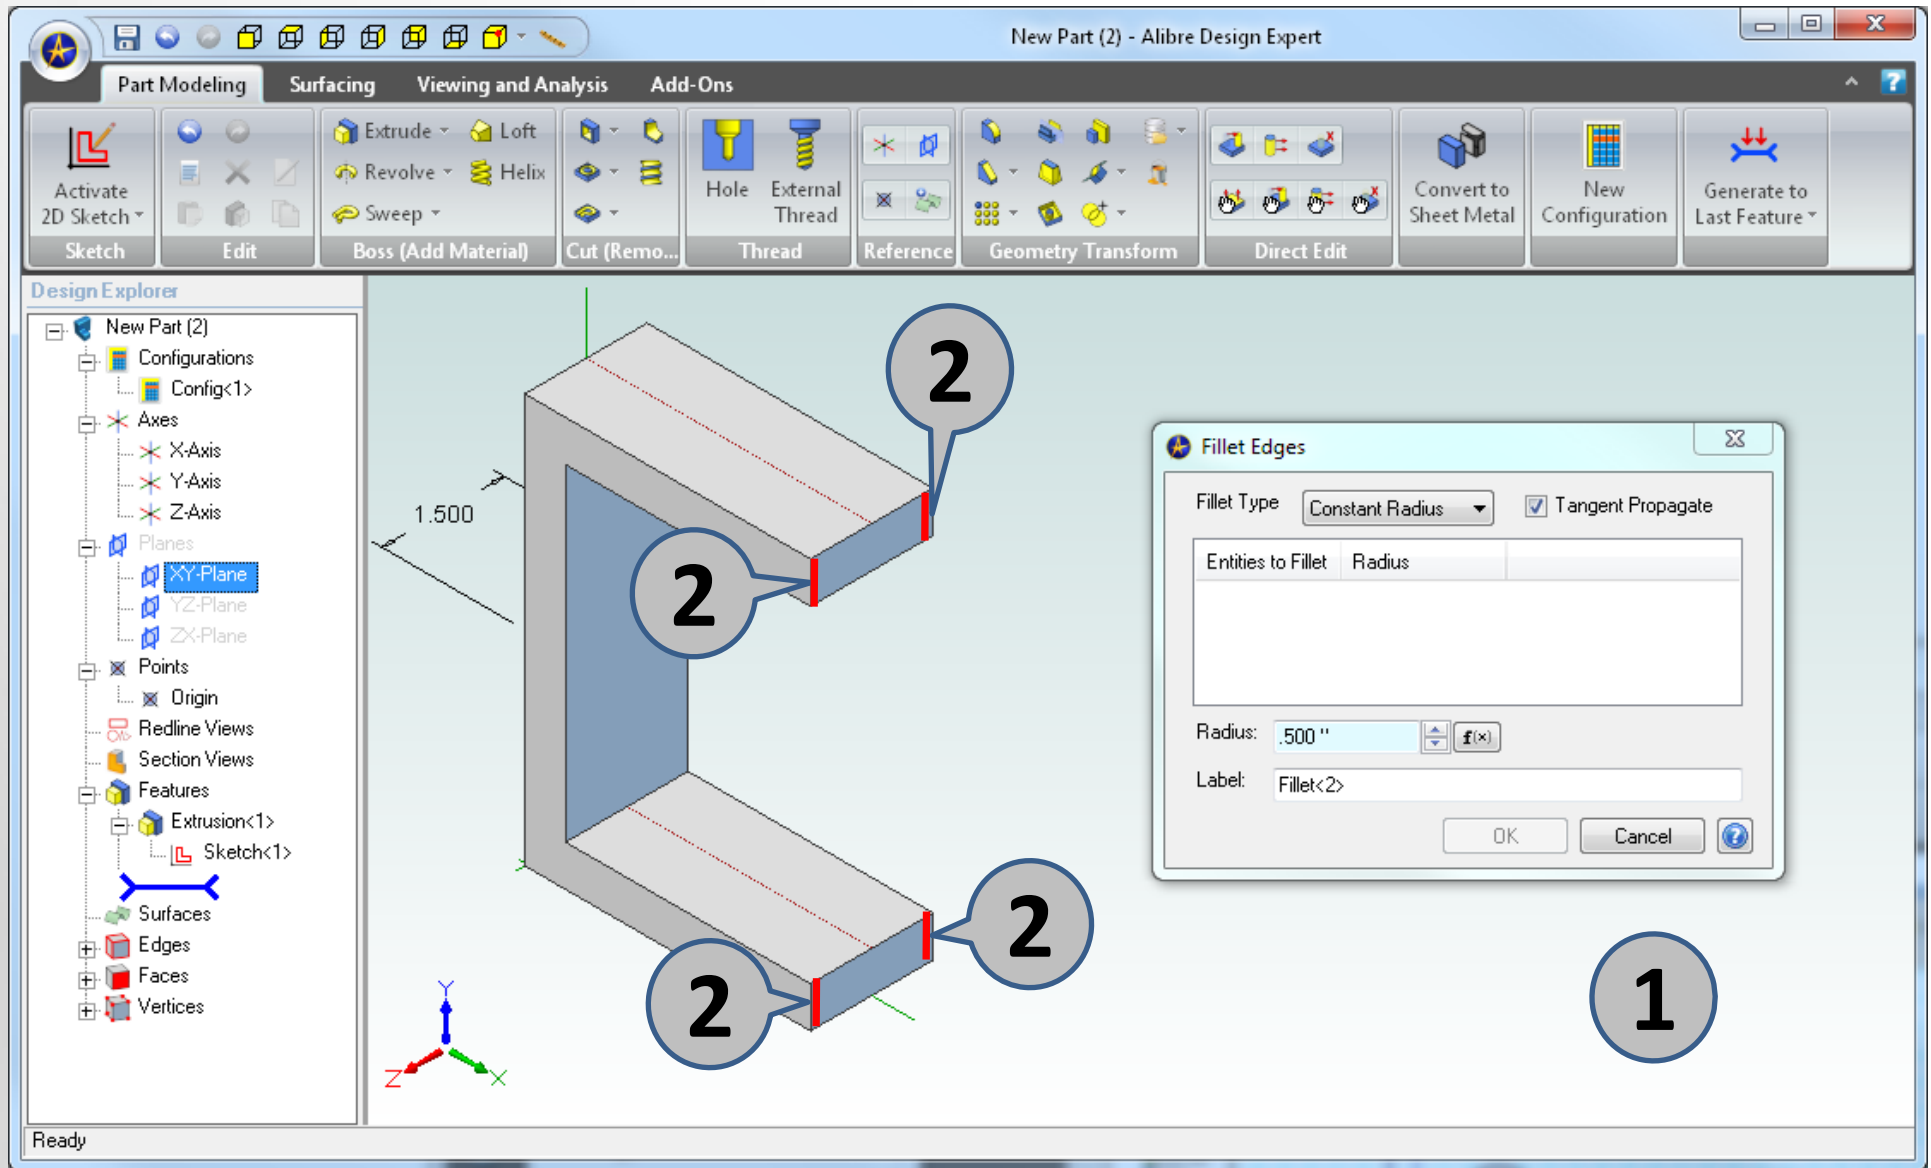 New Part (2) - Alibre Design Expert
Part Modeling Surfacing Viewing and Analysis Add-Ons
Activate
2D Sketch
Sketch
Edit
Extrude Loft
Revolve Helix
Sweep
Boss (Add Material)
Cut (Remo...
Hole
External
Thread
Thread
Reference
Geometry Transform
Direct Edit
Convert to
Sheet Metal
New
Configuration
Generate to
Last Feature
Design Explorer
New Part (2)
Configurations
Config<1>
Axes
X-Axis
Y-Axis
Z-Axis
Planes
XY-Plane
YZ-Plane
ZX-Plane
Points
Origin
Redline Views
Section Views
Features
Extrusion<1>
Sketch<1>
Surfaces
Edges
Faces
Vertices
1.500
2
2
2
2
1
Y
Z
X
Fillet Edges
Fillet Type Constant Radius Tangent Propagate
Entities to Fillet Radius
Radius: .500 " f(x)
Label: Fillet<2>
OK Cancel
Ready